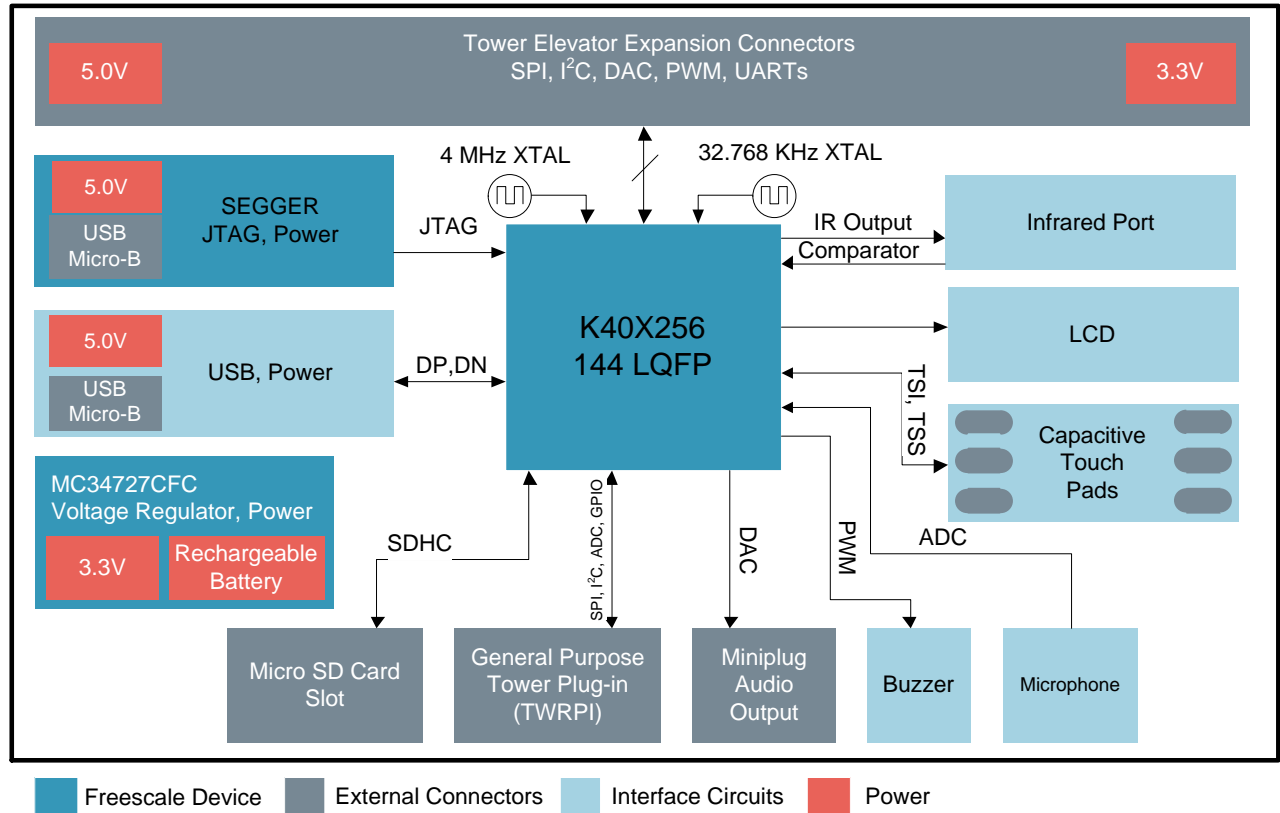 Tower Elevator Expansion Connectors
SPI, I²C, DAC, PWM, UARTs
5.0V
3.3V
4 MHz XTAL
32.768 KHz XTAL
5.0V
USB
Micro-B
SEGGER
JTAG, Power
JTAG
IR Output
Comparator
Infrared Port
K40X256
144 LQFP
LCD
5.0V
USB
Micro-B
USB, Power
DP,DN
TSI, TSS
Capacitive
Touch
Pads
MC34727CFC
Voltage Regulator, Power
3.3V
Rechargeable
Battery
SDHC
SPI, I²C, ADC, GPIO
DAC
PWM
ADC
Micro SD Card
Slot
General Purpose
Tower Plug-in
(TWRPI)
Miniplug
Audio
Output
Buzzer
Microphone
Freescale Device
External Connectors
Interface Circuits
Power